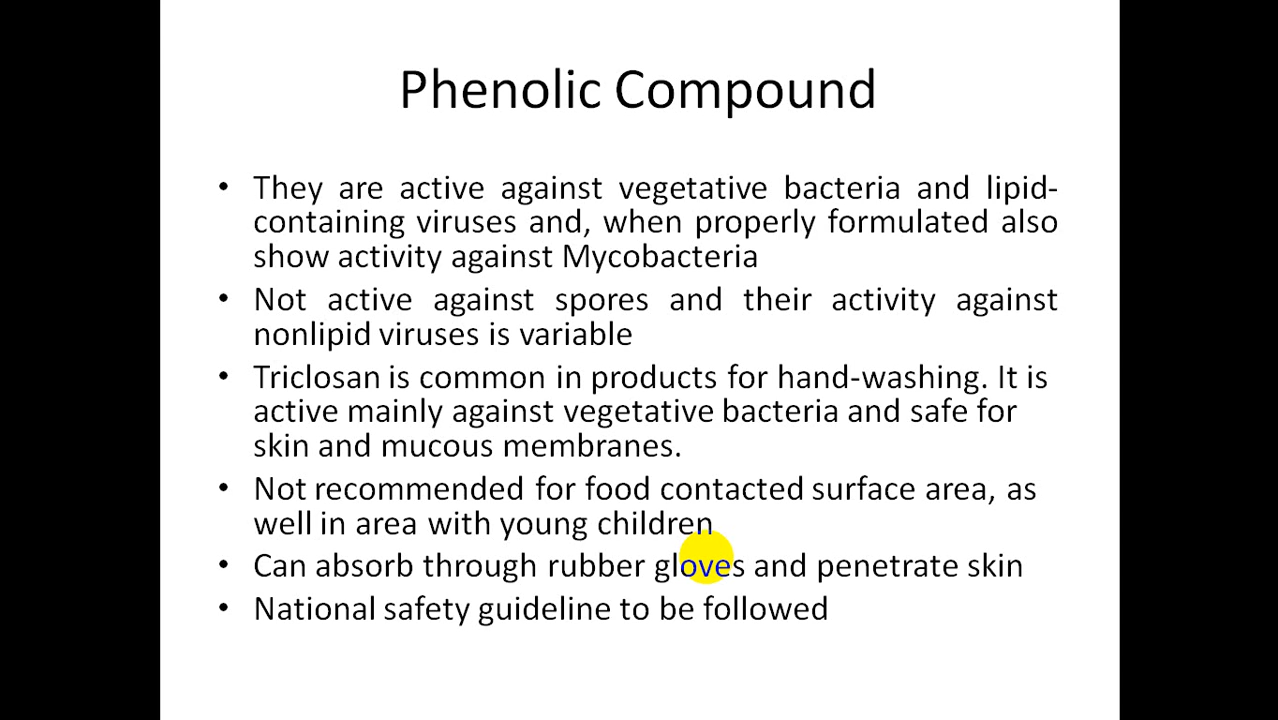 Phenolic Compound
• They are active against vegetative bacteria and lipid-
containing viruses and, when properly formulated also
show activity against Mycobacteria
• Not active against spores and their activity against
nonlipid viruses is variable
• Triclosan is common in products for hand-washing. It is
active mainly against vegetative bacteria and safe for
skin and mucous membranes.
• Not recommended for food contacted surface area, as
well in area with young children
• Can absorb through rubber gloves and penetrate skin
• National safety guideline to be followed